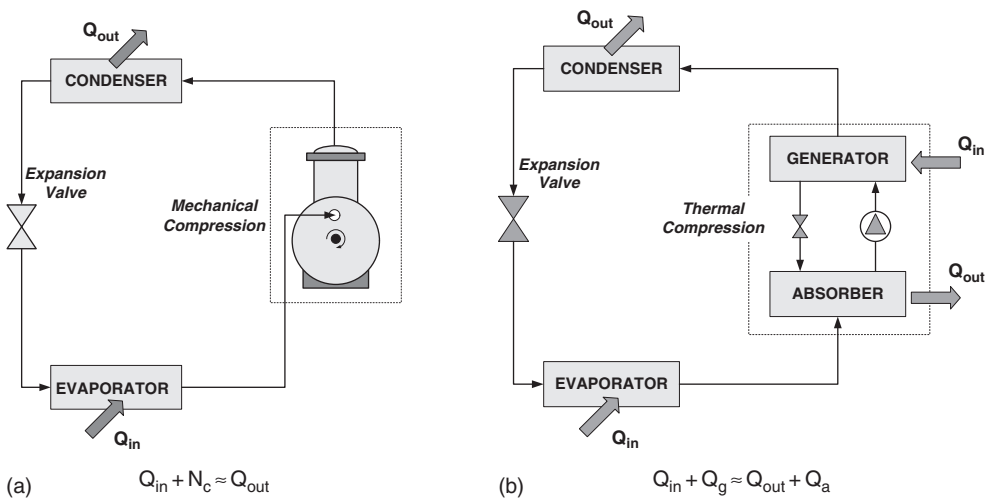 Q_out
CONDENSER
Expansion
Valve
Mechanical
Compression
EVAPORATOR
Q_in
(a)
Q_in + N_c ≈ Q_out
Q_out
CONDENSER
GENERATOR
Q_in
Expansion
Valve
Thermal
Compression
ABSORBER
Q_out
EVAPORATOR
Q_in
(b)
Q_in + Q_g ≈ Q_out + Q_a